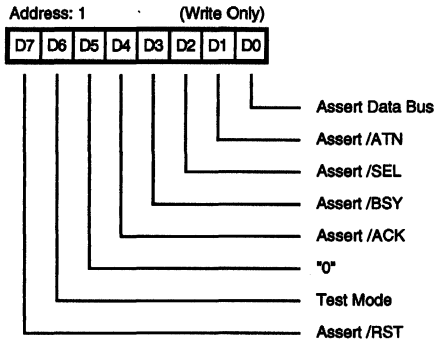 Address: 1 (Write Only)
D7 D6 D5 D4 D3 D2 D1 D0
Assert Data Bus
Assert /ATN
Assert /SEL
Assert /BSY
Assert /ACK
"0"
Test Mode
Assert /RST